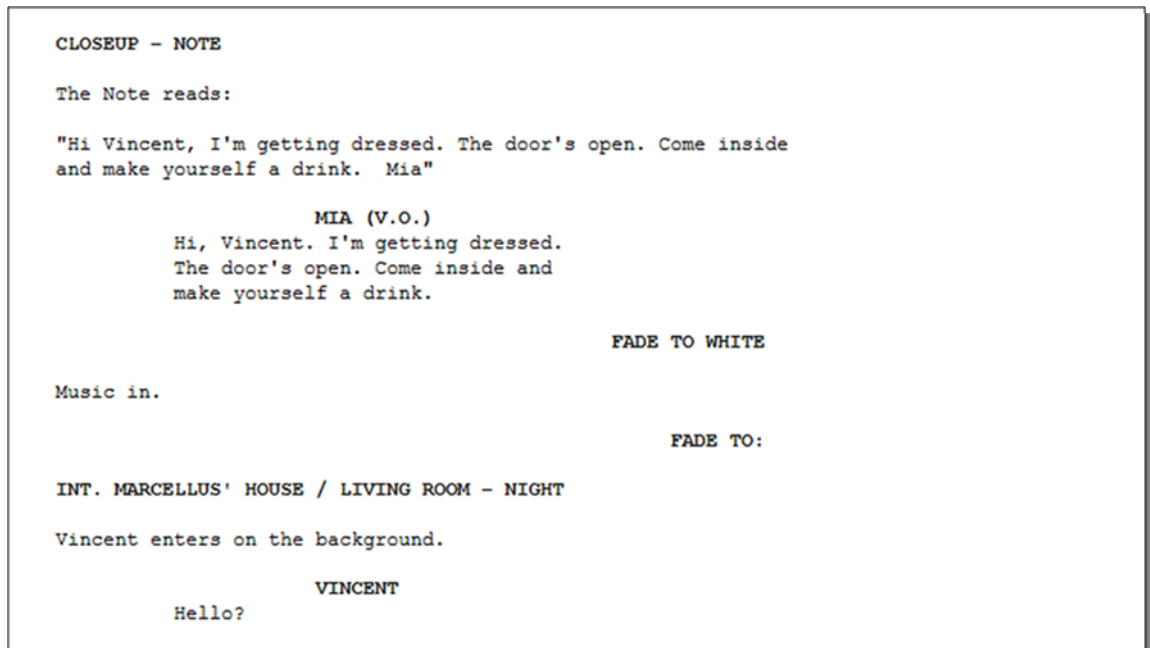 CLOSEUP – NOTE
The Note reads:
"Hi Vincent, I'm getting dressed. The door's open. Come inside
and make yourself a drink.  Mia"
MIA (V.O.)
Hi, Vincent. I'm getting dressed.
The door's open. Come inside and
make yourself a drink.
FADE TO WHITE
Music in.
FADE TO:
INT. MARCELLUS' HOUSE / LIVING ROOM – NIGHT
Vincent enters on the background.
VINCENT
Hello?